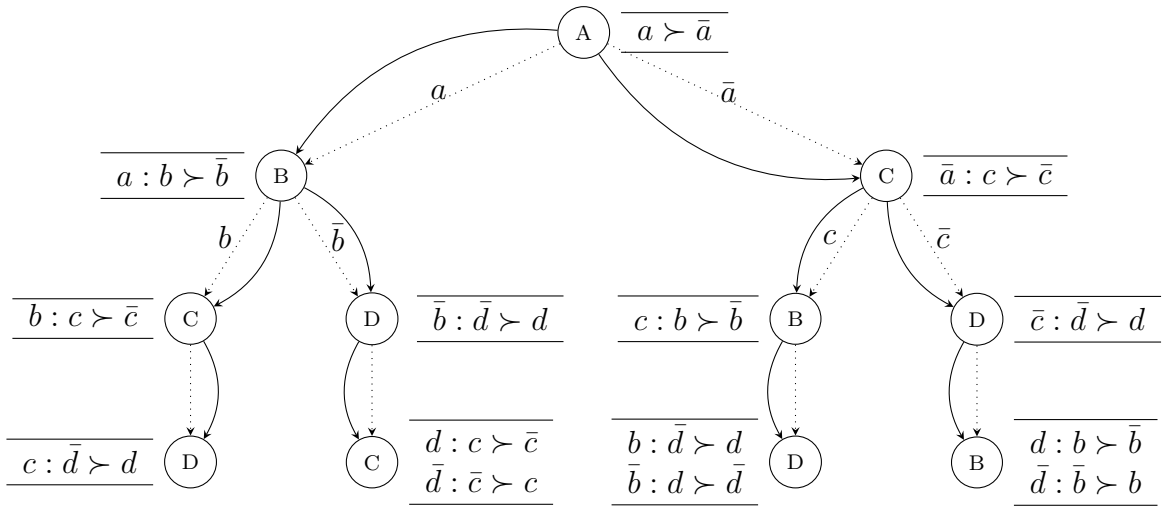 A
a ≻ ā
a
ā
a : b ≻ b̄
B
C
ā : c ≻ c̄
b
b̄
c
c̄
b : c ≻ c̄
C
D
b̄ : d̄ ≻ d
c : b ≻ b̄
B
D
c̄ : d̄ ≻ d
c : d̄ ≻ d
D
C
d : c ≻ c̄
d̄ : c̄ ≻ c
b : d̄ ≻ d
b̄ : d ≻ d̄
D
B
d : b ≻ b̄
d̄ : b̄ ≻ b